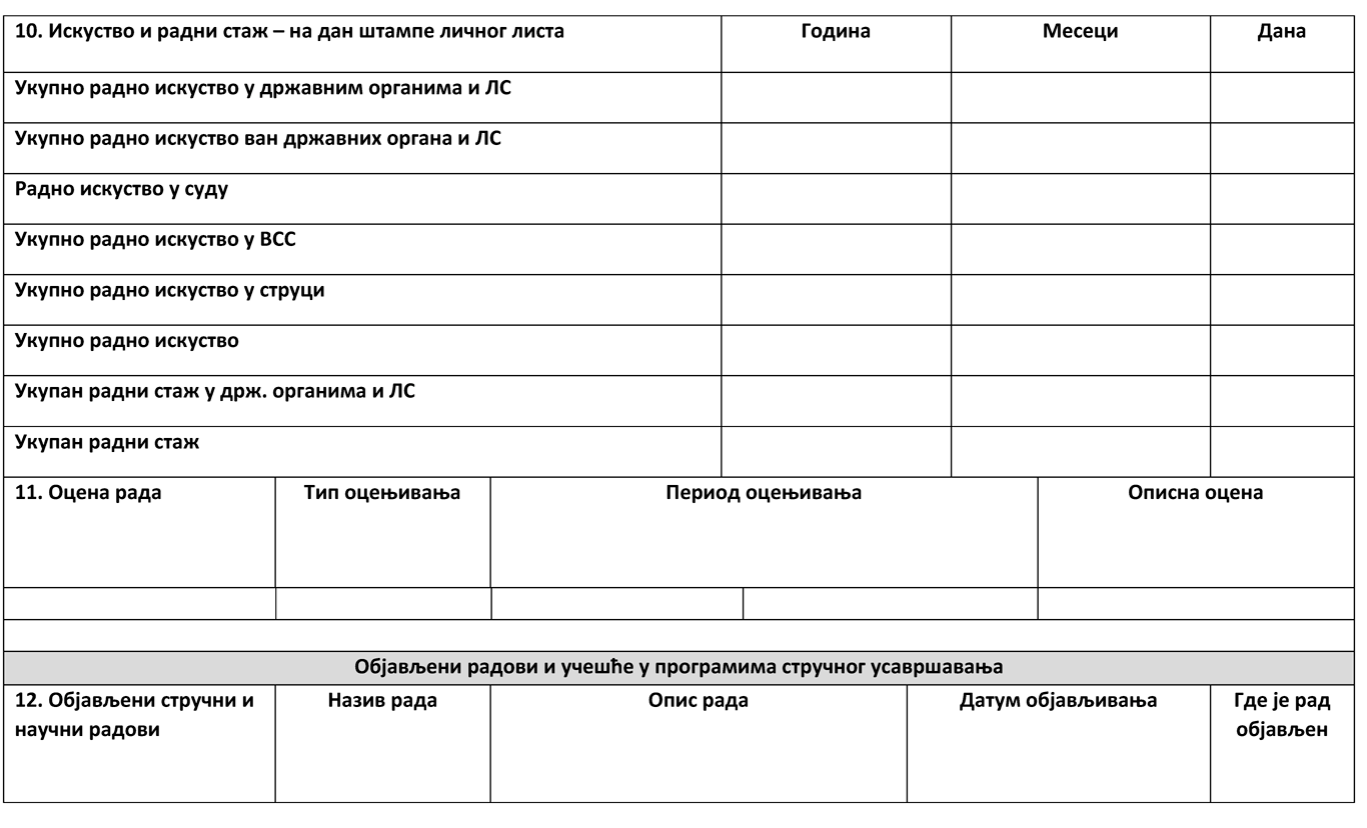 10. Искуство и радни стаж – на дан штампе личног листа Година Месеци Дана
Укупно радно искуство у државним органима и ЛС
Укупно радно искуство ван државних органа и ЛС
Радно искуство у суду
Укупно радно искуство у ВСС
Укупно радно искуство у струци
Укупно радно искуство
Укупан радни стаж у држ. органима и ЛС
Укупан радни стаж
11. Оцена рада Тип оцењивања Период оцењивања Описна оцена
Објављени радови и учешће у програмима стручног усавршавања
12. Објављени стручни и Назив рада Опис рада Датум објављивања Где је рад
научни радови објављен